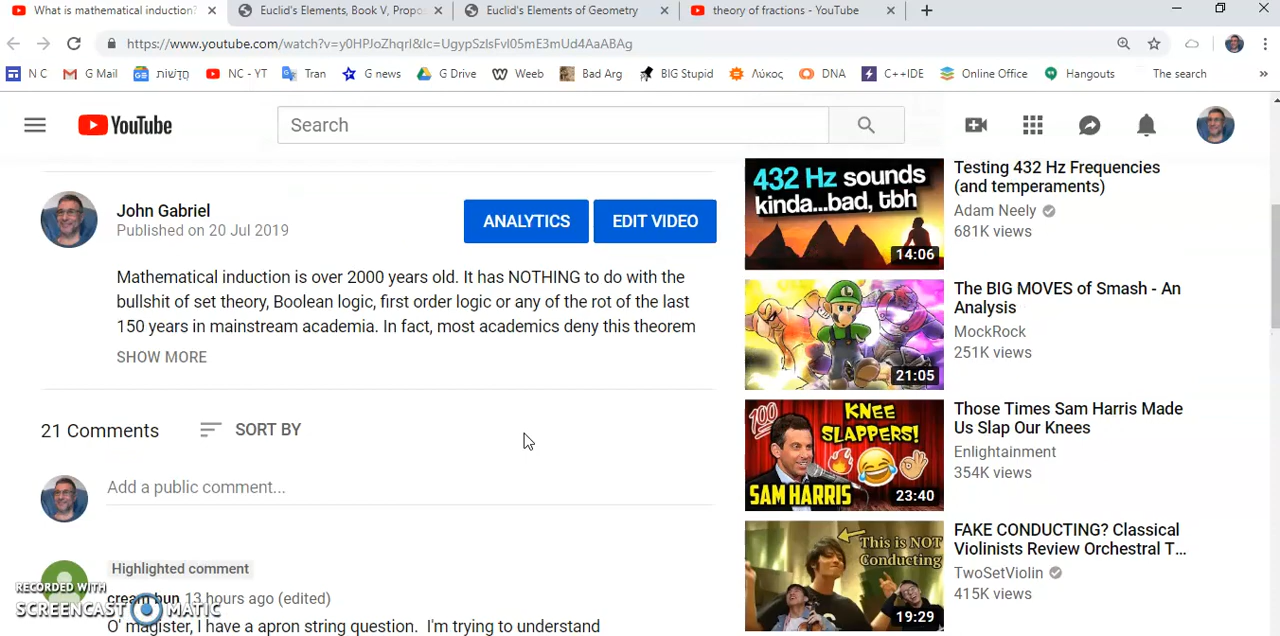 What is mathematical induction?
Euclid's Elements, Book V, Propo
Euclid's Elements of Geometry
theory of fractions - YouTube
https://www.youtube.com/watch?v=y0HPJoZhqrI&lc=UgypSzlsFvl05mE3mUd4AaABAg
N C
G Mail
חדשות
NC - YT
Tran
G news
G Drive
Weeb
Bad Arg
BIG Stupid
Λύκος
DNA
C++IDE
Online Office
Hangouts
The search
YouTube
Search
John Gabriel
Published on 20 Jul 2019
ANALYTICS
EDIT VIDEO
Mathematical induction is over 2000 years old. It has NOTHING to do with the
bullshit of set theory, Boolean logic, first order logic or any of the rot of the last
150 years in mainstream academia. In fact, most academics deny this theorem
SHOW MORE
21 Comments
SORT BY
Add a public comment...
Highlighted comment
cream bun 13 hours ago (edited)
O' magister, I have a apron string question. I'm trying to understand
RECORDED WITH
SCREENCAST MATIC
432 Hz sounds
kinda...bad, tbh
14:06
Testing 432 Hz Frequencies
(and temperaments)
Adam Neely
681K views
21:05
The BIG MOVES of Smash - An
Analysis
MockRock
251K views
100
KNEE
SLAPPERS!
SAM HARRIS
23:40
Those Times Sam Harris Made
Us Slap Our Knees
Enlightainment
354K views
This is NOT
Conducting
19:29
FAKE CONDUCTING? Classical
Violinists Review Orchestral T...
TwoSetViolin
415K views